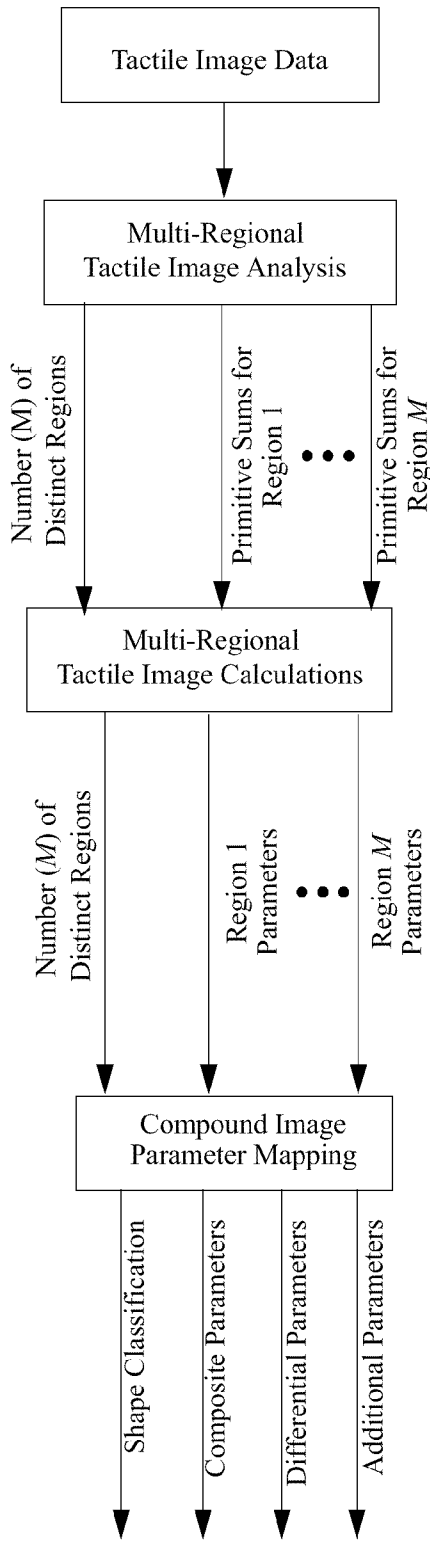 Tactile Image Data
Multi-Regional
Tactile Image Analysis
Number (M) of
Distinct Regions
Primitive Sums for
Region 1
Primitive Sums for
Region M
Multi-Regional
Tactile Image Calculations
Number (M) of
Distinct Regions
Region 1
Parameters
Region M
Parameters
Compound Image
Parameter Mapping
Shape Classification
Composite Parameters
Differential Parameters
Additional Parameters